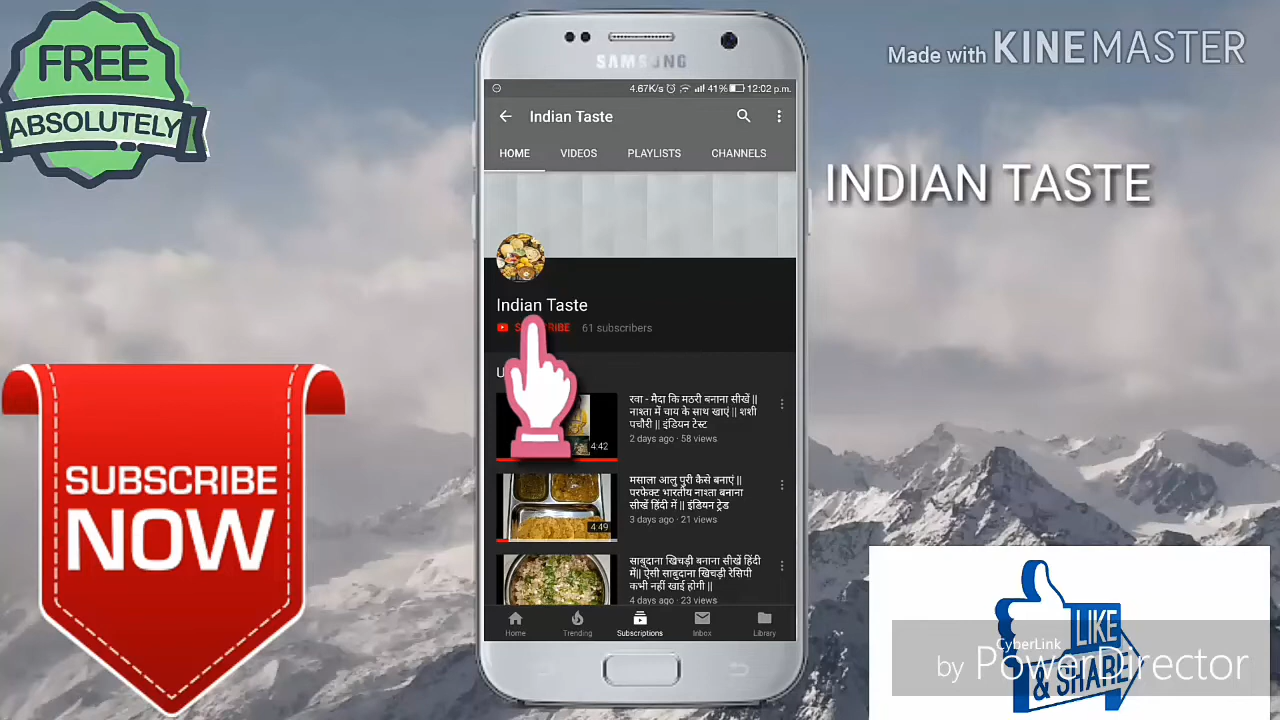 FREE
ABSOLUTELY
SUBSCRIBE
NOW
SAMSUNG
4.67K/s 41% 12:02 p.m.
Indian Taste
HOME VIDEOS PLAYLISTS CHANNELS
Indian Taste
61 subscribers
रवा - मैदा कि मठरी बनाना सीखें ||
नाश्ता में चाय के साथ खाएं || शशी
पचौरी || इंडियन टेस्ट
2 days ago · 58 views
4:42
मसाला आलु पुरी कैसे बनाएं ||
परफेक्ट भारतीय नाश्ता बनाना
सीखें हिंदी में || इंडियन ट्रेड
3 days ago · 21 views
4:49
साबुदाना खिचड़ी बनाना सीखें हिंदी
में|| ऐसी साबुदाना खिचड़ी रेसिपी
कभी नहीं खाई होगी ||
4 days ago · 23 views
Home Trending Subscriptions Inbox Library
Made with KINEMASTER
INDIAN TASTE
LIKE
& SHARE
CyberLink
by PowerDirector